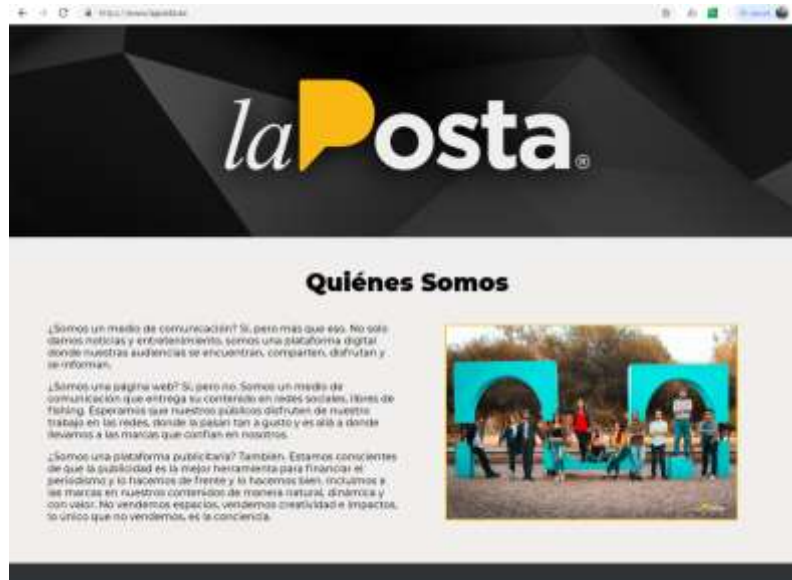 laPosta®
Quiénes Somos
¿Somos un medio de comunicación? Si, pero mas que eso. No solo
damos noticias y entretenimiento, somos una plataforma digital
donde nuestras audiencias se encuentran, comparten, disfrutan y
se informan.
¿Somos una página web? Si, pero no. Somos un medio de
comunicación que entrega su contenido en redes sociales, libres de
fishing. Esperamos que nuestros públicos disfruten de nuestro
trabajo en las redes, donde la pasan tan a gusto y es allá a donde
llevamos a las marcas que confían en nosotros.
¿Somos una plataforma publicitaria? También. Estamos conscientes
de que la publicidad es la mejor herramienta para financiar el
periodismo y lo hacemos de frente y lo hacemos bien. Incluimos a
las marcas en nuestros contenidos de manera natural, dinámica y
con valor. No vendemos espacios, vendemos creatividad e impactos,
lo único que no vendemos, es la conciencia.